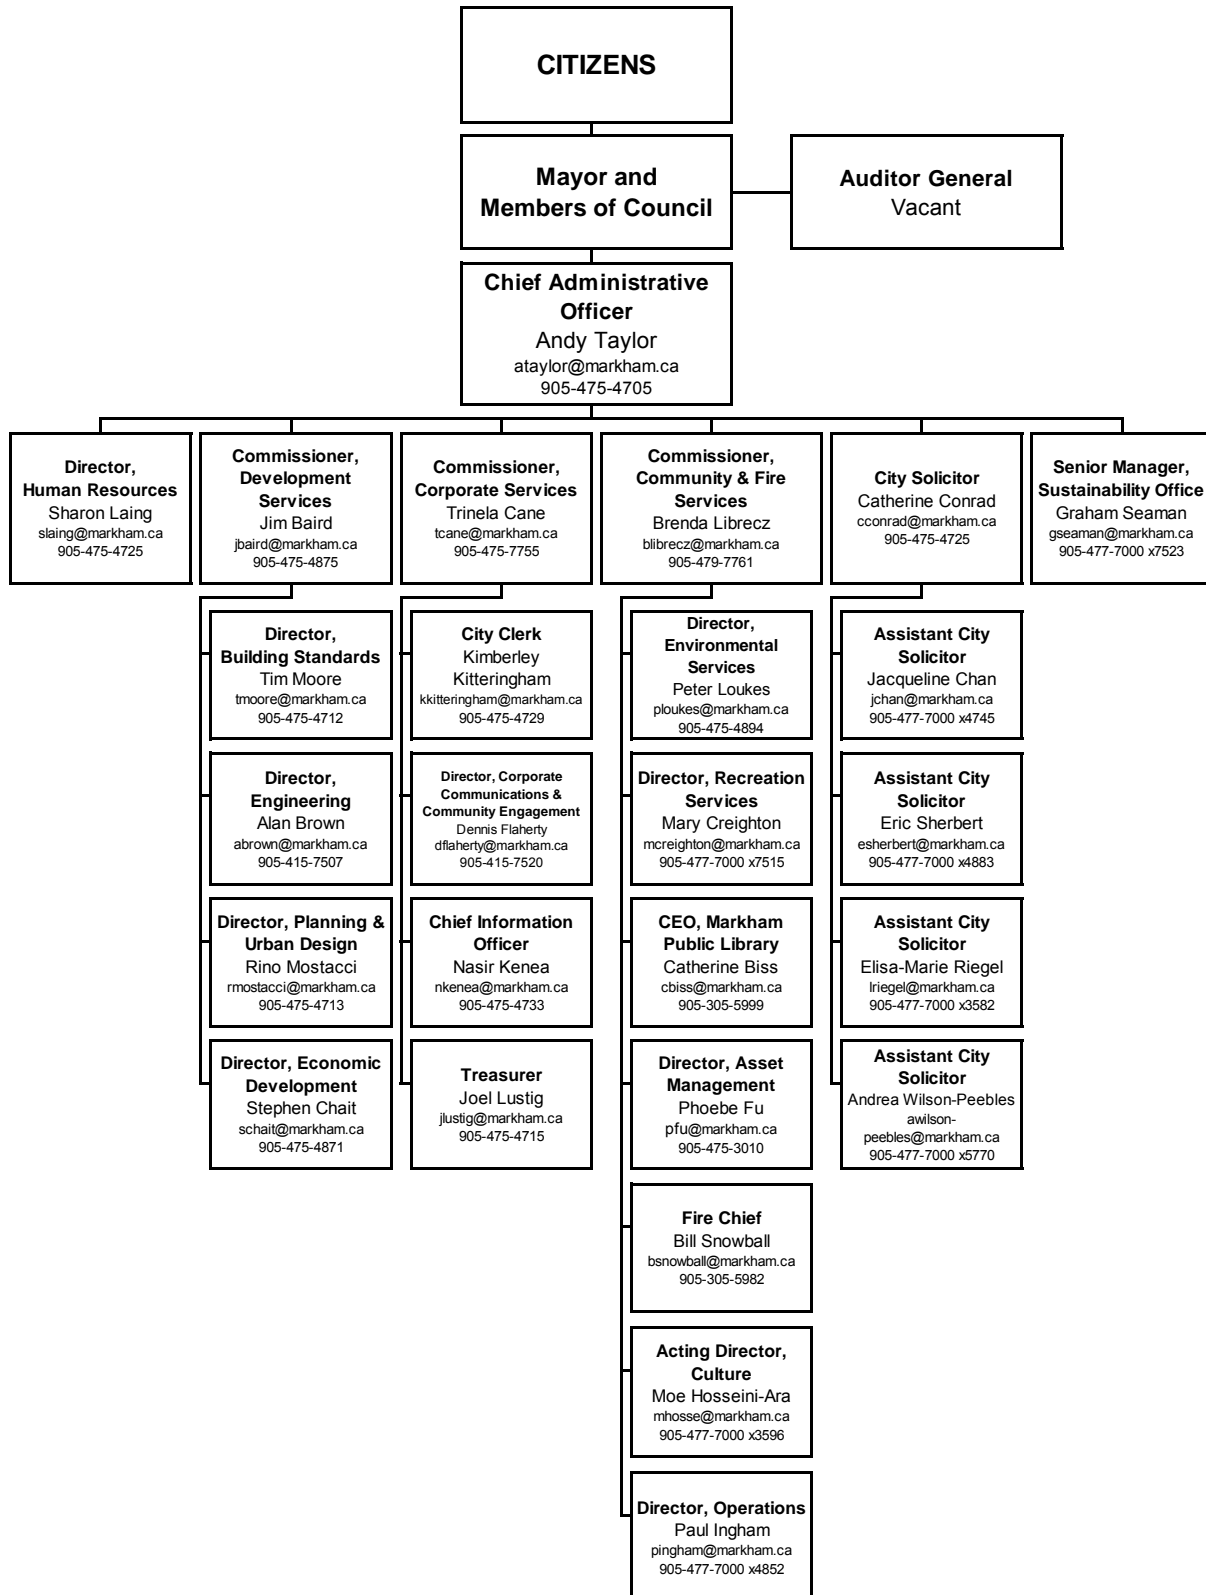 CITIZENS
Mayor and
Members of Council
Auditor General
Vacant
Chief Administrative
Officer
Andy Taylor
ataylor@markham.ca
905-475-4705
Director,
Human Resources
Sharon Laing
slaing@markham.ca
905-475-4725
Commissioner,
Development
Services
Jim Baird
jbaird@markham.ca
905-475-4875
Commissioner,
Corporate Services
Trinela Cane
tcane@markham.ca
905-475-7755
Commissioner,
Community & Fire
Services
Brenda Librecz
blibrecz@markham.ca
905-479-7761
City Solicitor
Catherine Conrad
cconrad@markham.ca
905-475-4725
Senior Manager,
Sustainability Office
Graham Seaman
gseaman@markham.ca
905-477-7000 x7523
Director,
Building Standards
Tim Moore
tmoore@markham.ca
905-475-4712
Director,
Engineering
Alan Brown
abrown@markham.ca
905-415-7507
Director, Planning &
Urban Design
Rino Mostacci
rmostacci@markham.ca
905-475-4713
Director, Economic
Development
Stephen Chait
schait@markham.ca
905-475-4871
City Clerk
Kimberley
Kitteringham
kkitteringham@markham.ca
905-475-4729
Director, Corporate
Communications &
Community Engagement
Dennis Flaherty
dflaherty@markham.ca
905-415-7520
Chief Information
Officer
Nasir Kenea
nkenea@markham.ca
905-475-4733
Treasurer
Joel Lustig
jlustig@markham.ca
905-475-4715
Director,
Environmental
Services
Peter Loukes
ploukes@markham.ca
905-475-4894
Director, Recreation
Services
Mary Creighton
mcreighton@markham.ca
905-477-7000 x7515
CEO, Markham
Public Library
Catherine Biss
cbiss@markham.ca
905-305-5999
Director, Asset
Management
Phoebe Fu
pfu@markham.ca
905-475-3010
Fire Chief
Bill Snowball
bsnowball@markham.ca
905-305-5982
Acting Director,
Culture
Moe Hosseini-Ara
mhosse@markham.ca
905-477-7000 x3596
Director, Operations
Paul Ingham
pingham@markham.ca
905-477-7000 x4852
Assistant City
Solicitor
Jacqueline Chan
jchan@markham.ca
905-477-7000 x4745
Assistant City
Solicitor
Eric Sherbert
esherbert@markham.ca
905-477-7000 x4883
Assistant City
Solicitor
Elisa-Marie Riegel
lriegel@markham.ca
905-477-7000 x3582
Assistant City
Solicitor
Andrea Wilson-Peebles
awilson-
peebles@markham.ca
905-477-7000 x5770